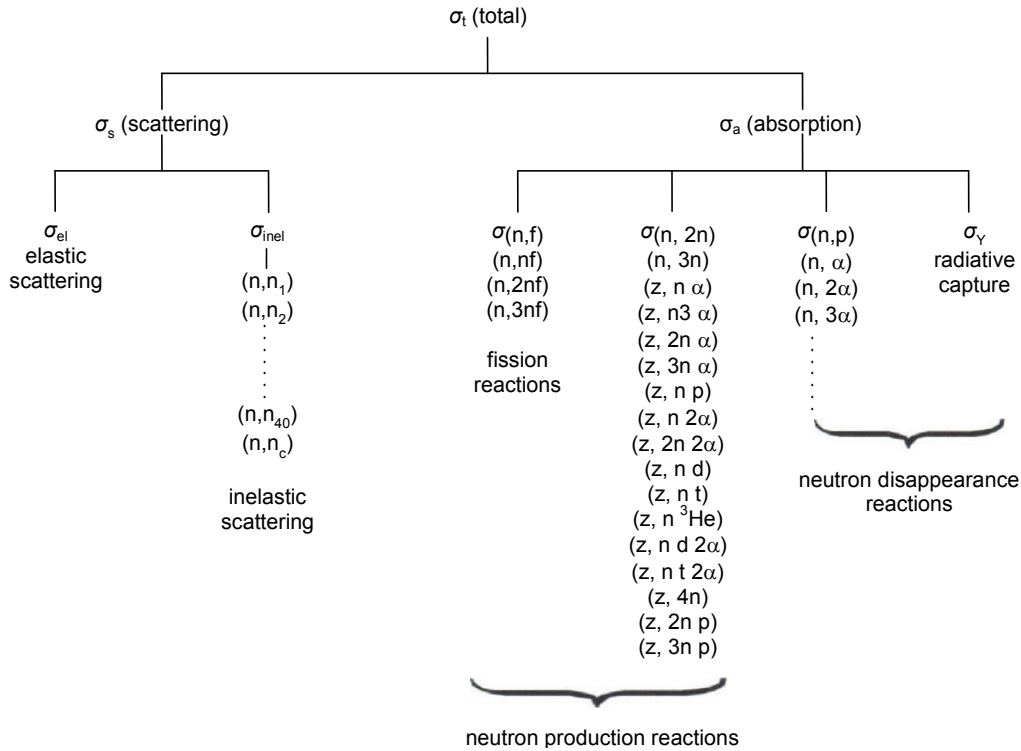 σt (total)
σs (scattering)
σa (absorption)
σel
elastic
scattering
σinel
(n,n1)
(n,n2)
(n,n40)
(n,nc)
inelastic
scattering
σ(n,f)
(n,nf)
(n,2nf)
(n,3nf)
fission
reactions
σ(n, 2n)
(n, 3n)
(z, n α)
(z, n3 α)
(z, 2n α)
(z, 3n α)
(z, n p)
(z, n 2α)
(z, 2n 2α)
(z, n d)
(z, n t)
(z, n ³He)
(z, n d 2α)
(z, n t 2α)
(z, 4n)
(z, 2n p)
(z, 3n p)
neutron production reactions
σ(n,p)
(n, α)
(n, 2α)
(n, 3α)
σY
radiative
capture
neutron disappearance
reactions